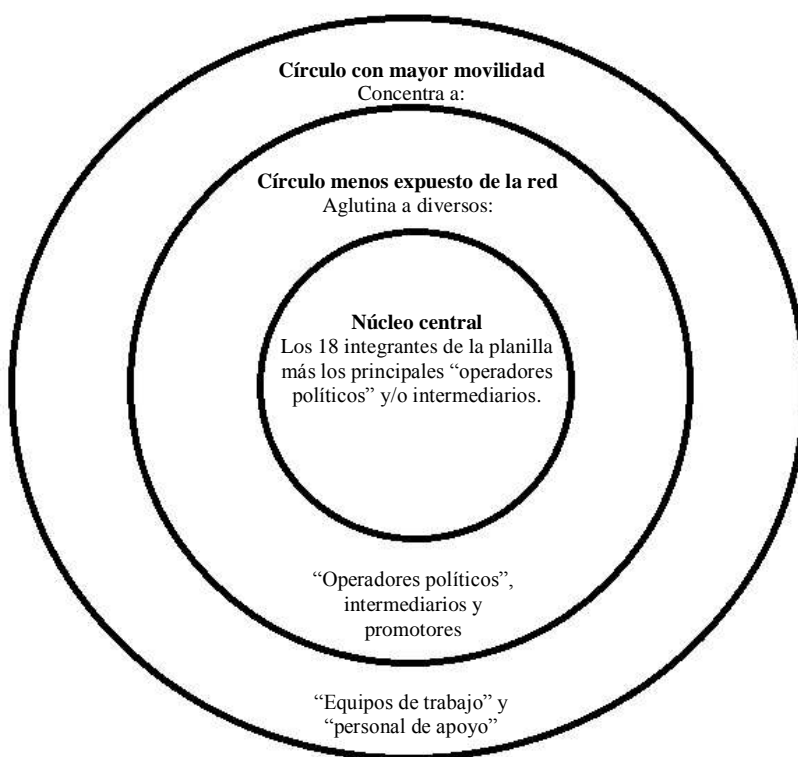 Círculo con mayor movilidad
Concentra a:
Círculo menos expuesto de la red
Aglutina a diversos:
Núcleo central
Los 18 integrantes de la planilla
más los principales “operadores
políticos” y/o intermediarios.
“Operadores políticos”,
intermediarios y
promotores
“Equipos de trabajo” y
“personal de apoyo”